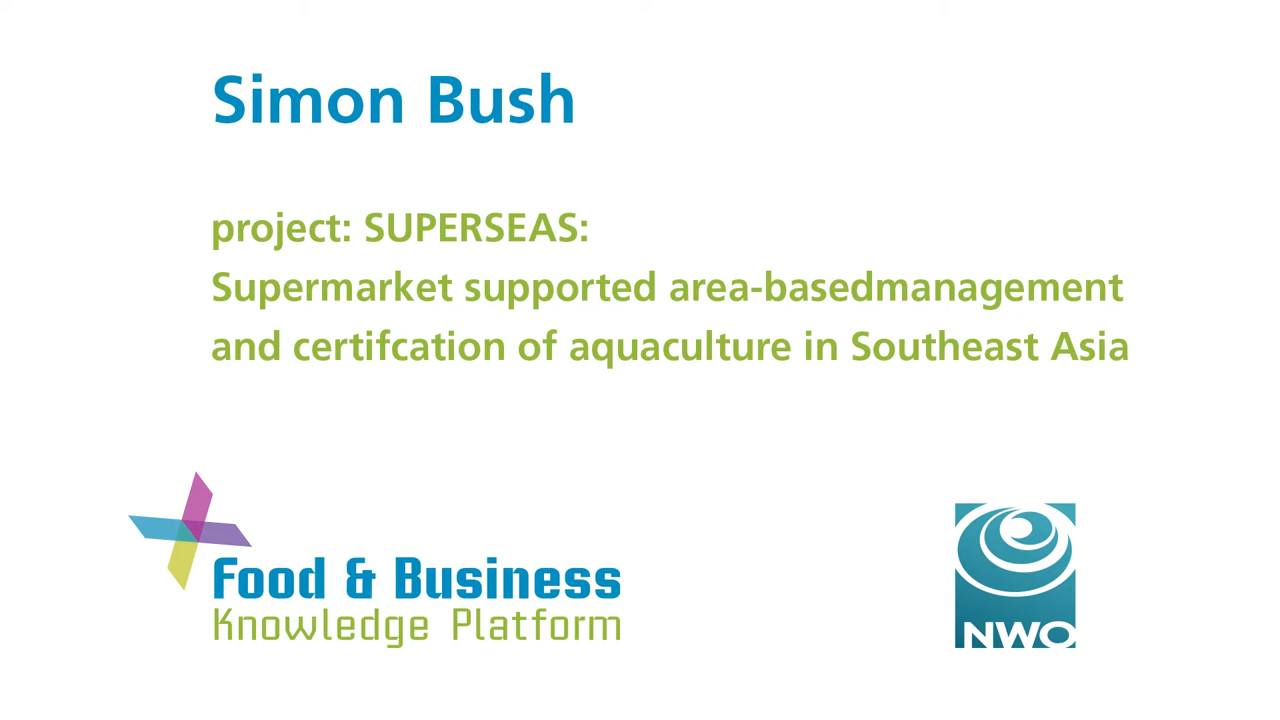 Simon Bush
project: SUPERSEAS:
Supermarket supported area-basedmanagement
and certifcation of aquaculture in Southeast Asia
Food & Business
Knowledge Platform
NWO